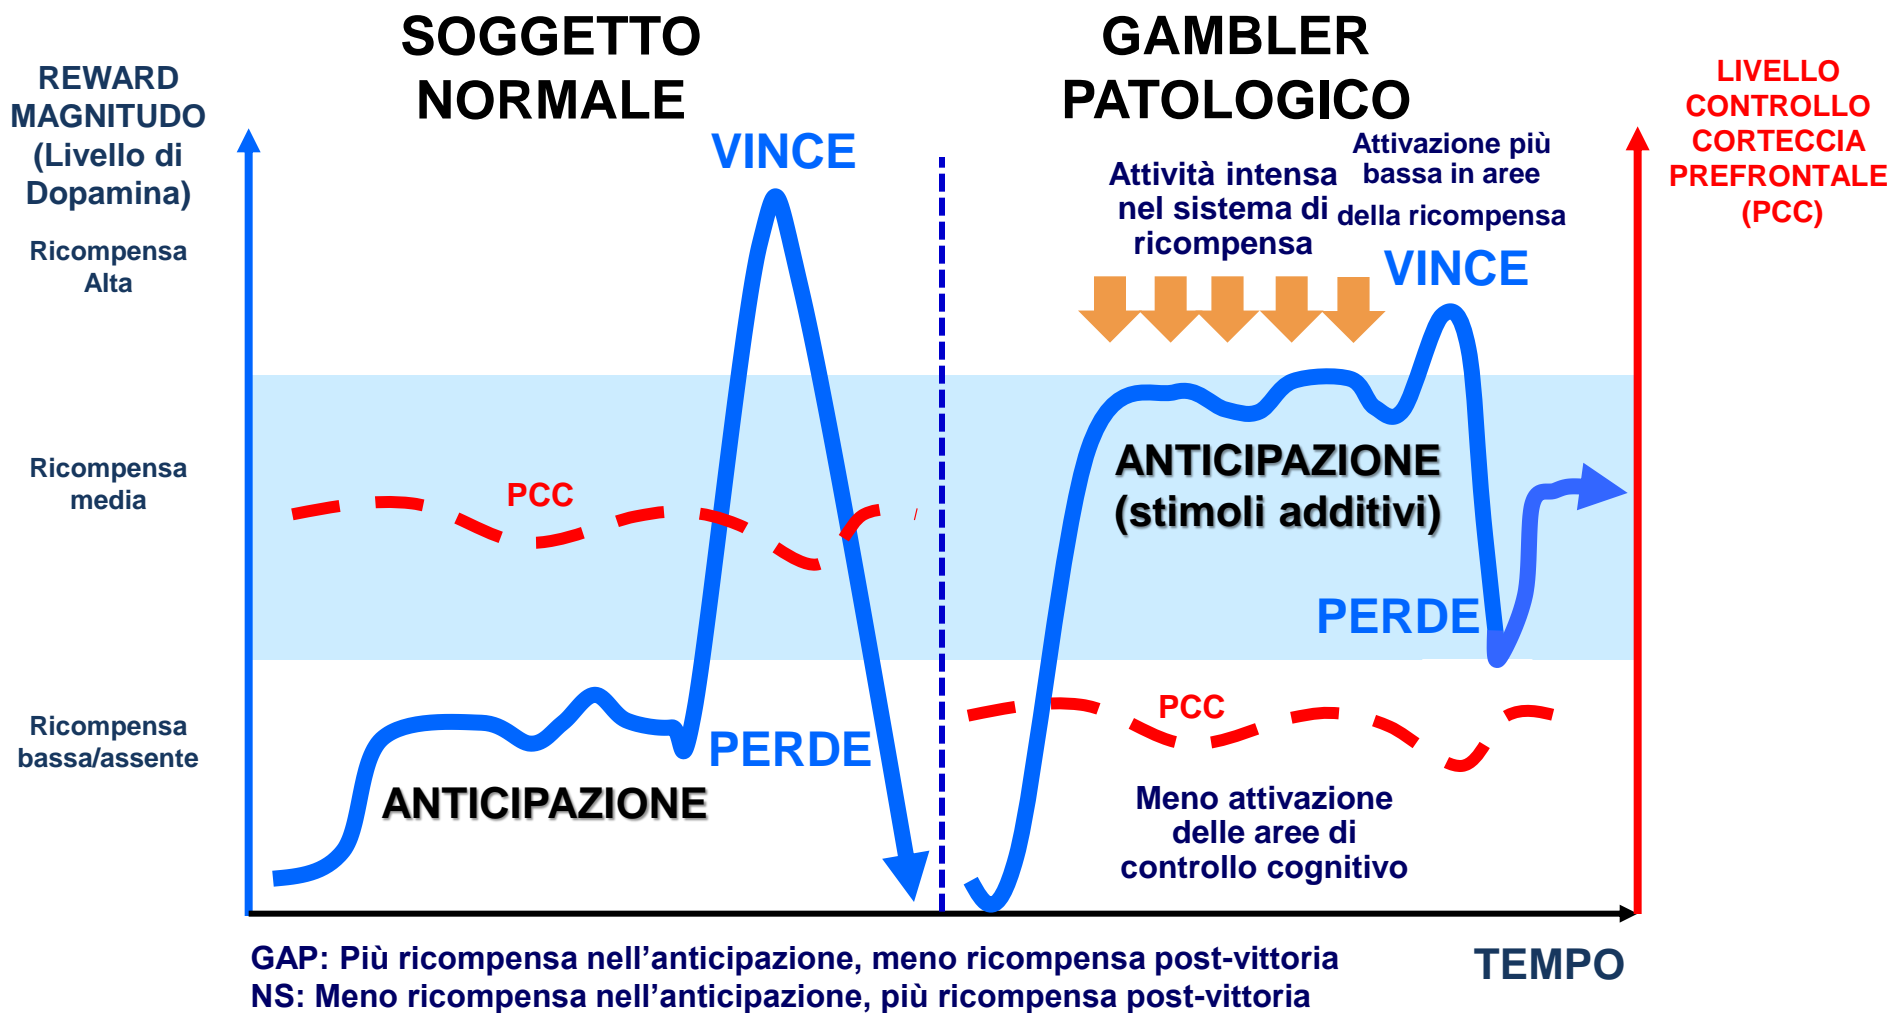 SOGGETTO
NORMALE
GAMBLER
PATOLOGICO
REWARD
MAGNITUDO
(Livello di
Dopamina)
Ricompensa
Alta
Ricompensa
media
Ricompensa
bassa/assente
VINCE
PCC
PERDE
ANTICIPAZIONE
Attività intensa
nel sistema di
ricompensa
Attivazione più
bassa in aree
della ricompensa
VINCE
ANTICIPAZIONE
(stimoli additivi)
PERDE
PCC
Meno attivazione
delle aree di
controllo cognitivo
LIVELLO
CONTROLLO
CORTECCIA
PREFRONTALE
(PCC)
GAP: Più ricompensa nell’anticipazione, meno ricompensa post-vittoria
NS: Meno ricompensa nell’anticipazione, più ricompensa post-vittoria
TEMPO